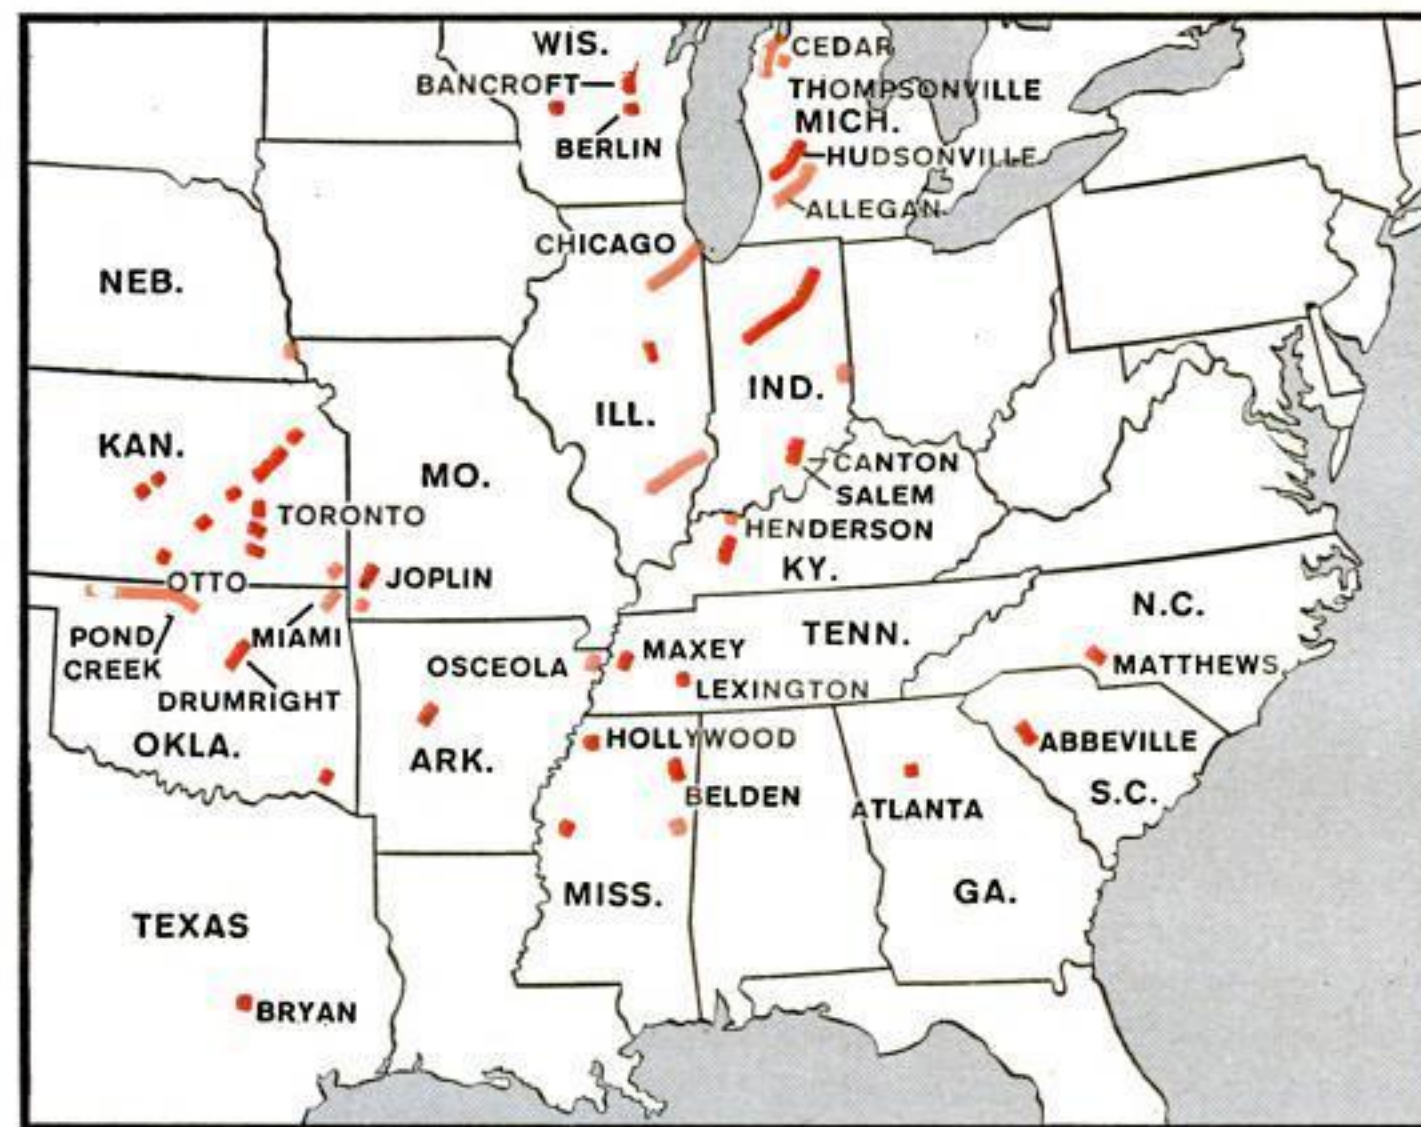 WIS.
CEDAR
BANCROFT
THOMPSONVILLE
MICH.
BERLIN
HUDSONVILLE
ALLEGAN
CHICAGO
NEB.
IND.
ILL.
KAN.
MO.
CANTON
SALEM
TORONTO
HENDERSON
KY.
OTTO
JOPLIN
N.C.
POND
CREEK
MIAMI
TENN.
MAXEY
OSCEOLA
MATTHEWS
LEXINGTON
DRUMRIGHT
OKLA.
ARK.
HOLLYWOOD
ABBEVILLE
S.C.
BELDEN
ATLANTA
MISS.
GA.
TEXAS
BRYAN